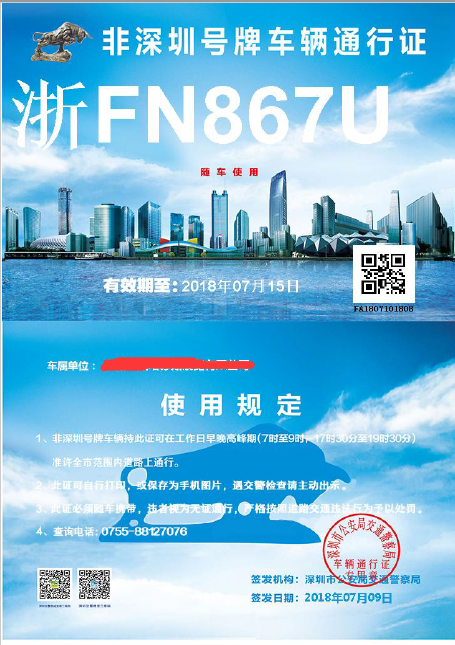 非深圳号牌车辆通行证
浙FN867U
随车使用
有效期至：2018年07月15日
FA1807101808
车属单位：
使用规定
1、非深圳号牌车辆持此证可在工作日早晚高峰期(7时至9时，17时30分至19时30分)
准许全市范围内道路上通行。
2、此证可自行打印，或保存为手机图片，遇交警检查请主动出示。
3、此证必须随车携带，违者视为无证通行，严格按照道路交通违法行为予以处罚。
4、查询电话：0755-88127076
深圳市公安局交通警察局
车辆通行证
专用章
签发机构：深圳市公安局交通警察局
签发日期：2018年07月09日